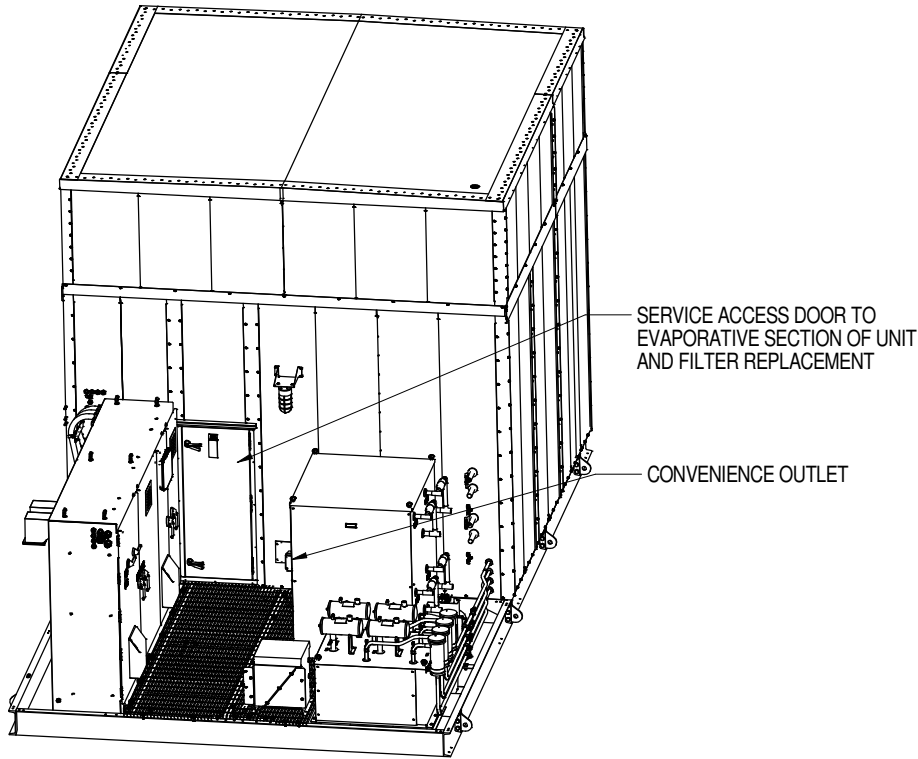 SERVICE ACCESS DOOR TO
EVAPORATIVE SECTION OF UNIT
AND FILTER REPLACEMENT
CONVENIENCE OUTLET